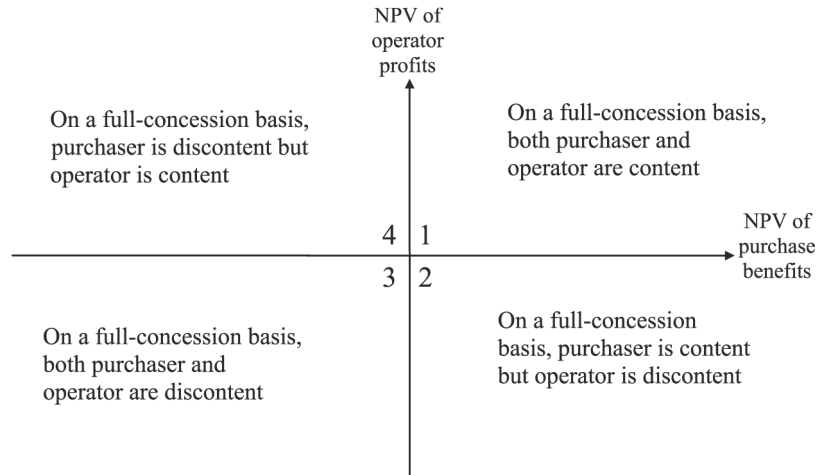 NPV of
operator
profits
On a full-concession basis,
purchaser is discontent but
operator is content
On a full-concession basis,
both purchaser and
operator are content
4 1
NPV of
purchase
benefits
3 2
On a full-concession basis,
both purchaser and
operator are discontent
On a full-concession
basis, purchaser is content
but operator is discontent